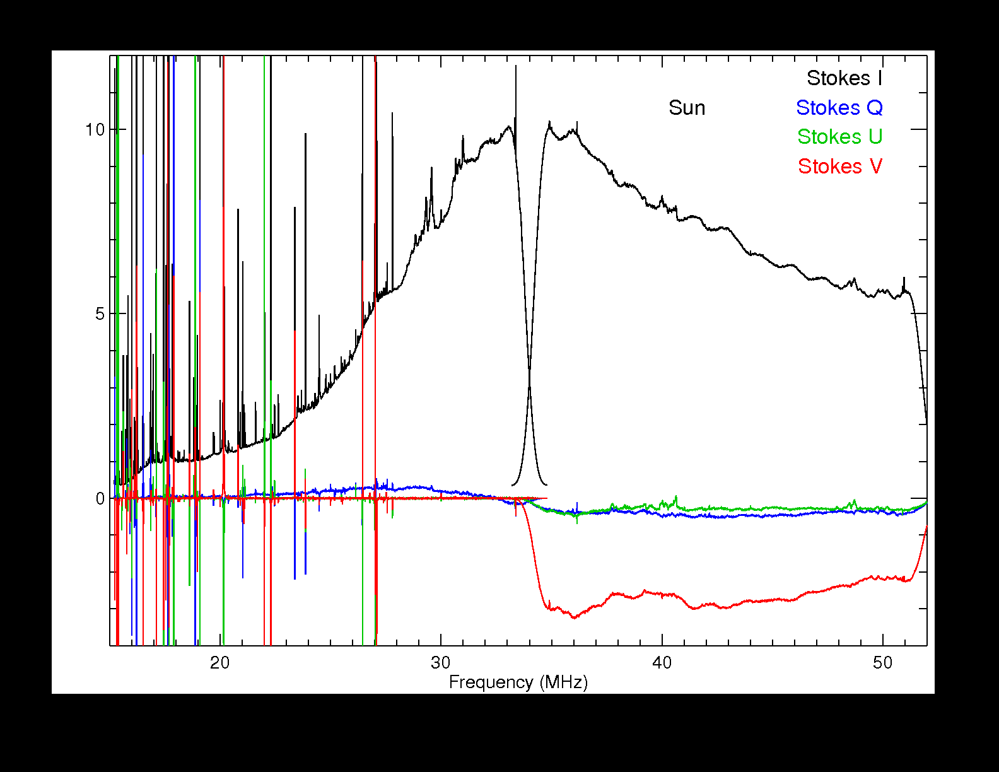 Stokes I
Sun Stokes Q
Stokes U
Stokes V
10
5
0
20 30 40 50
Frequency (MHz)